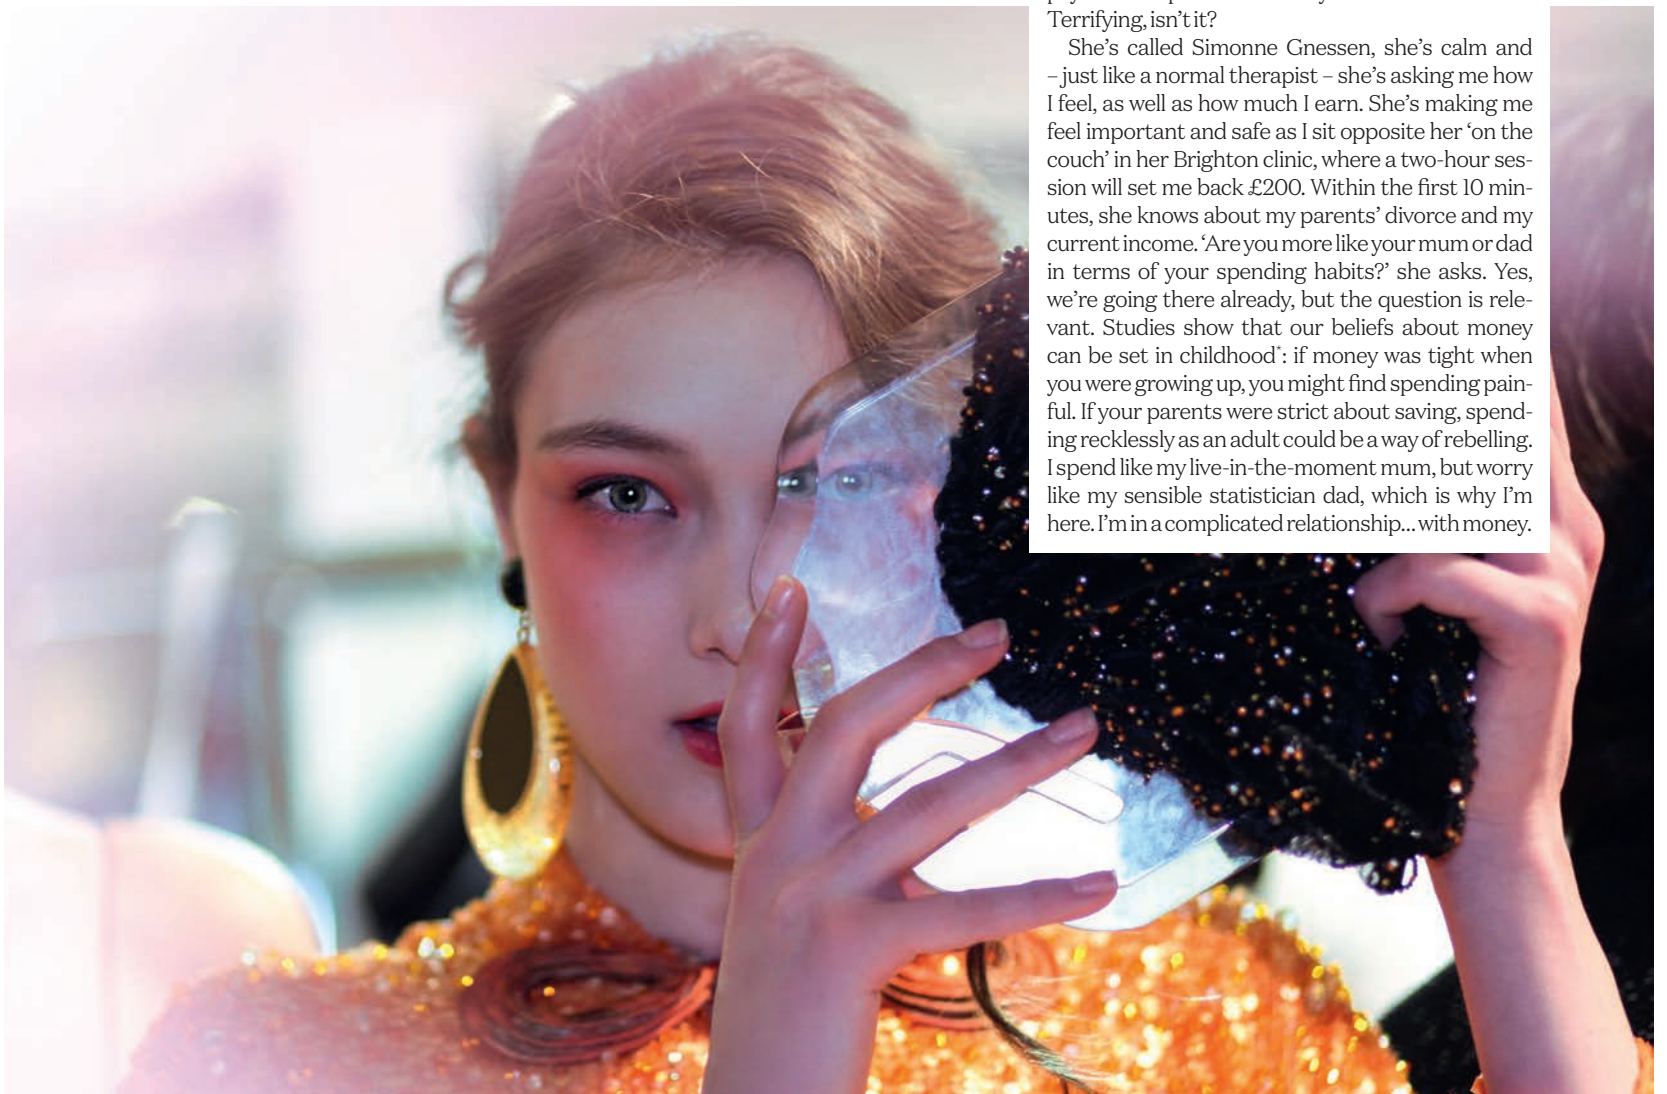 Terrifying, isn’t it?
She’s called Simonne Gnessen, she’s calm and
– just like a normal therapist – she’s asking me how
I feel, as well as how much I earn. She’s making me
feel important and safe as I sit opposite her ‘on the
couch’ in her Brighton clinic, where a two-hour ses-
sion will set me back £200. Within the first 10 min-
utes, she knows about my parents’ divorce and my
current income. ‘Are you more like your mum or dad
in terms of your spending habits?’ she asks. Yes,
we’re going there already, but the question is rele-
vant. Studies show that our beliefs about money
can be set in childhood*: if money was tight when
you were growing up, you might find spending pain-
ful. If your parents were strict about saving, spend-
ing recklessly as an adult could be a way of rebelling.
I spend like my live-in-the-moment mum, but worry
like my sensible statistician dad, which is why I’m
here. I’m in a complicated relationship... with money.